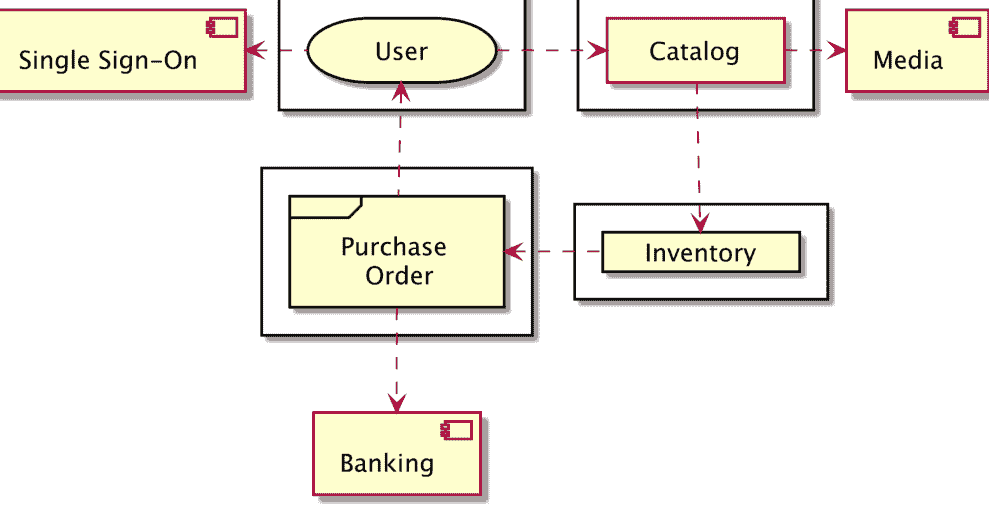 Single Sign-On
User
Catalog
Media
Purchase
Order
Inventory
Banking